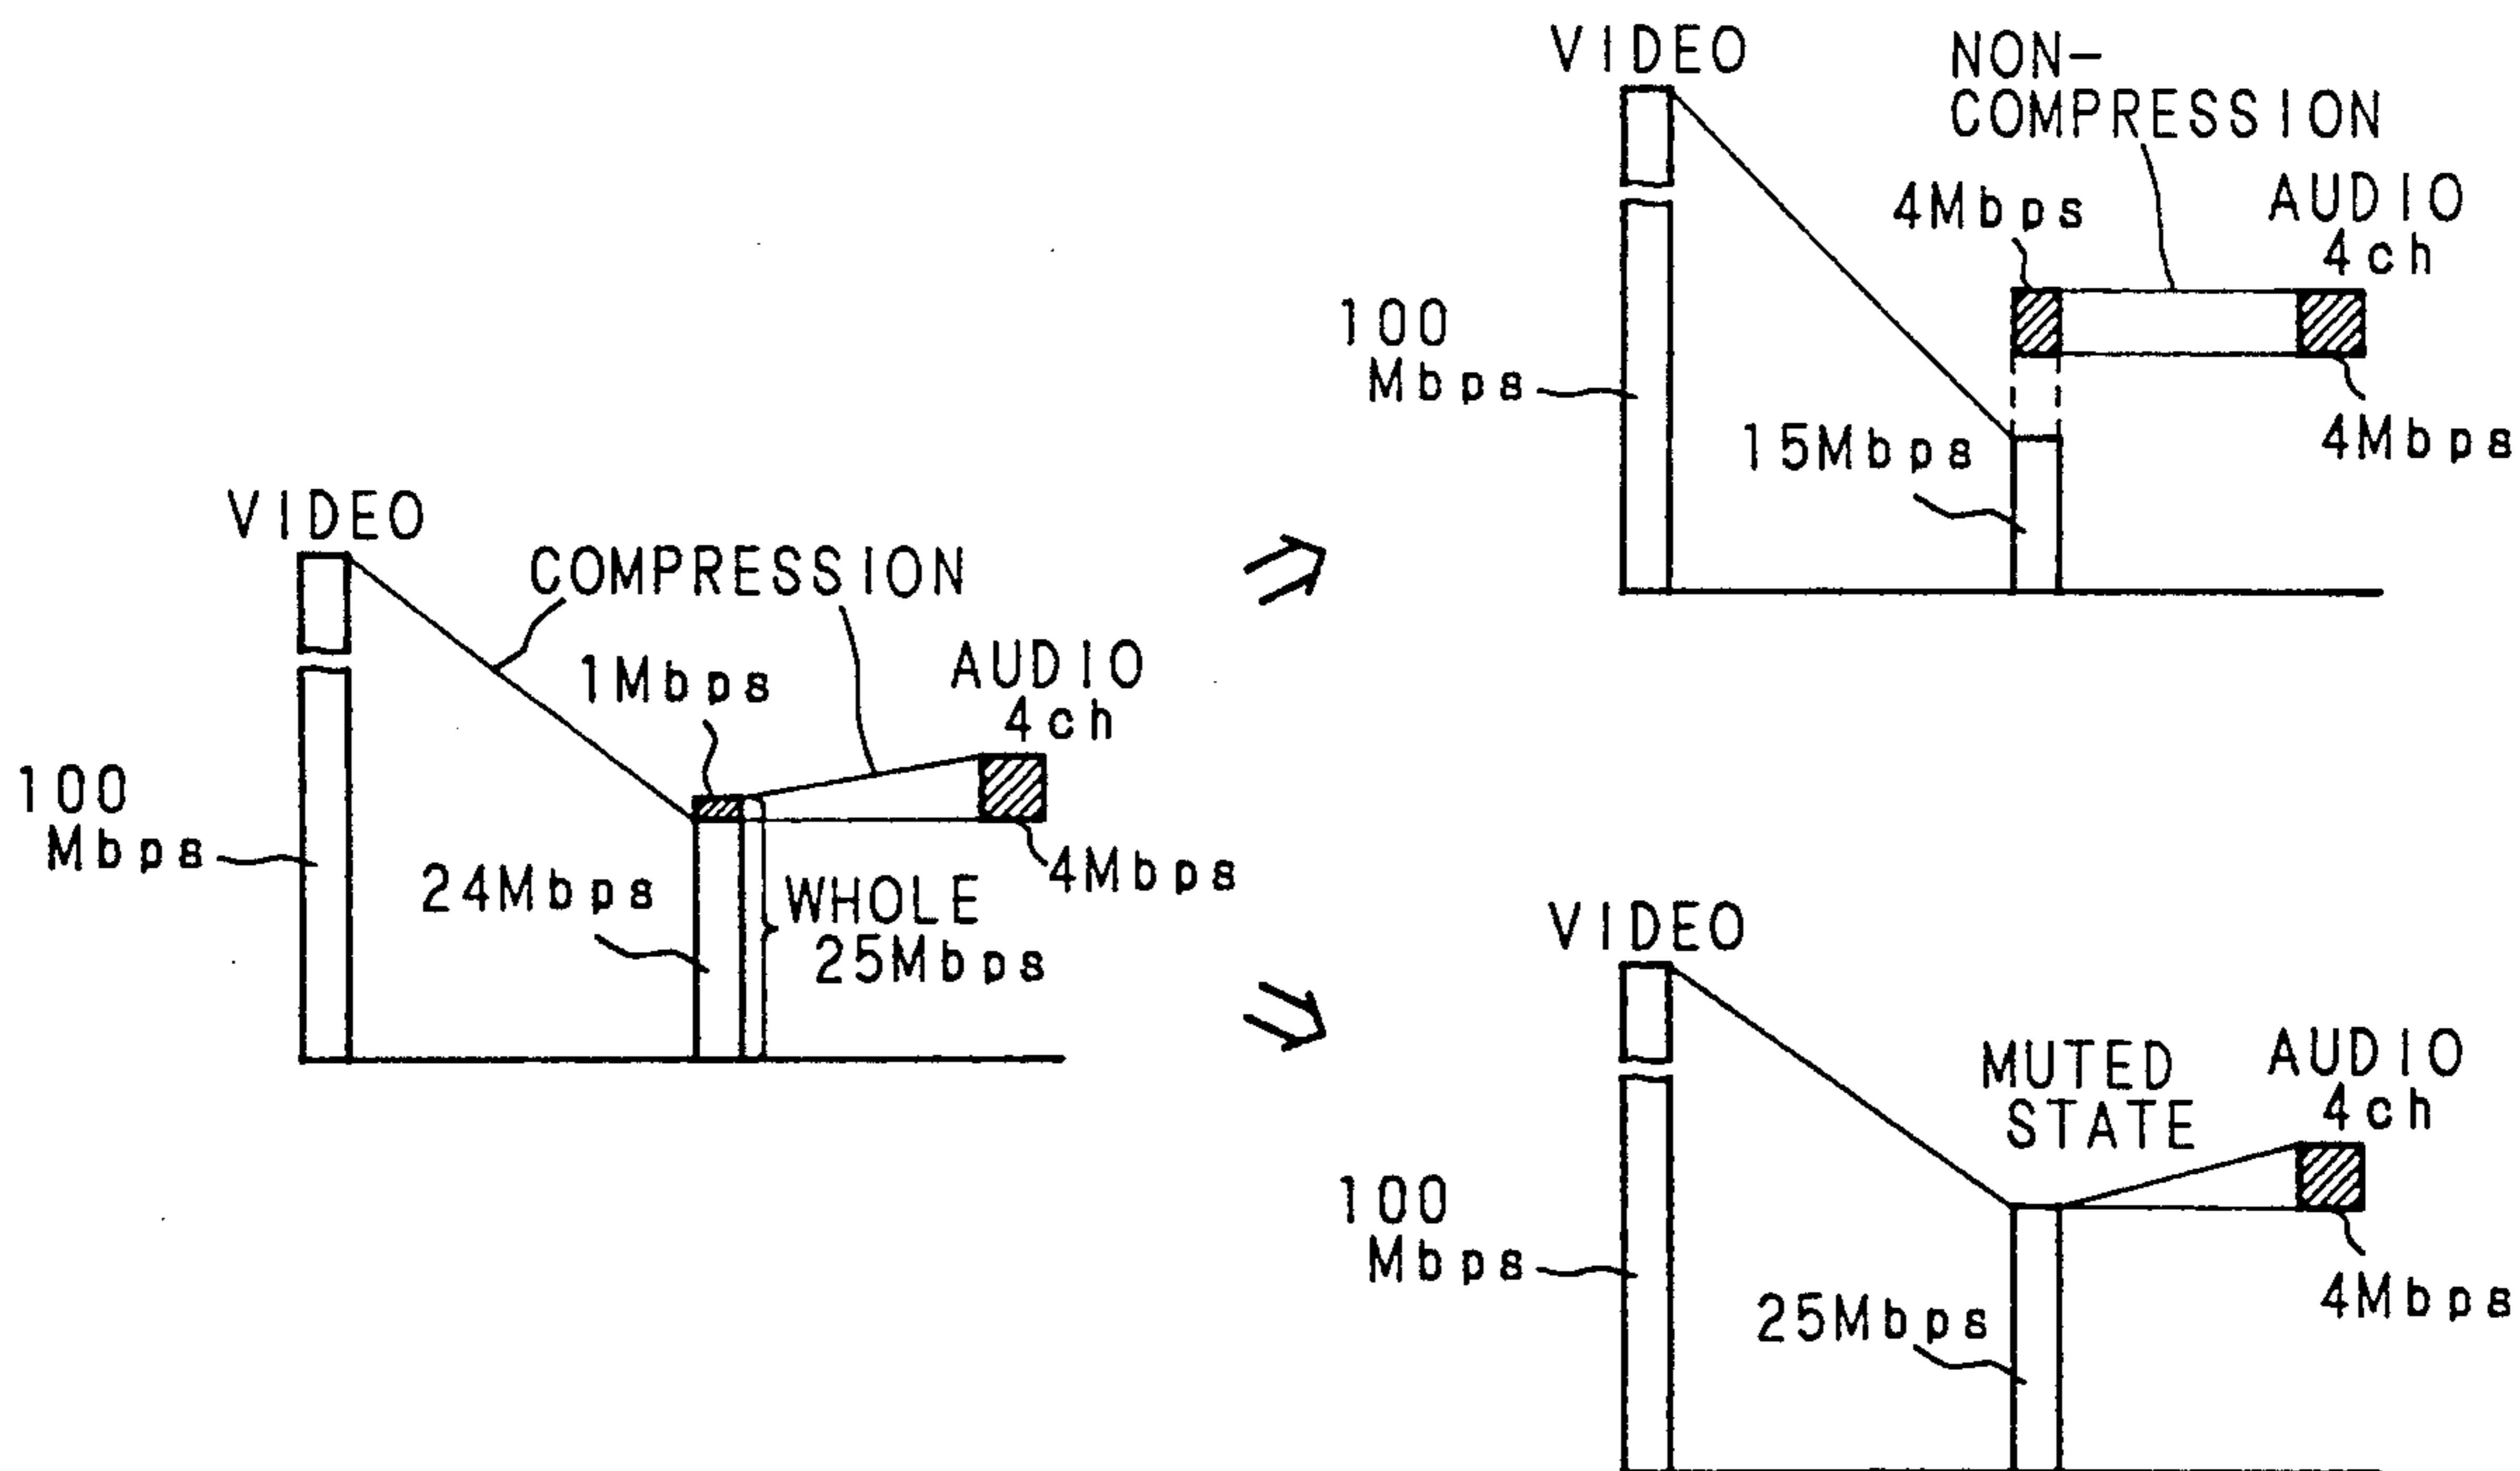 VIDEO
COMPRESSION
1Mbps
AUDIO
4ch
100
Mbps
24Mbps
4Mbps
WHOLE
25Mbps
VIDEO
NON-
COMPRESSION
4Mbps
AUDIO
4ch
100
Mbps
15Mbps
4Mbps
VIDEO
MUTED
STATE
AUDIO
4ch
100
Mbps
25Mbps
4Mbps